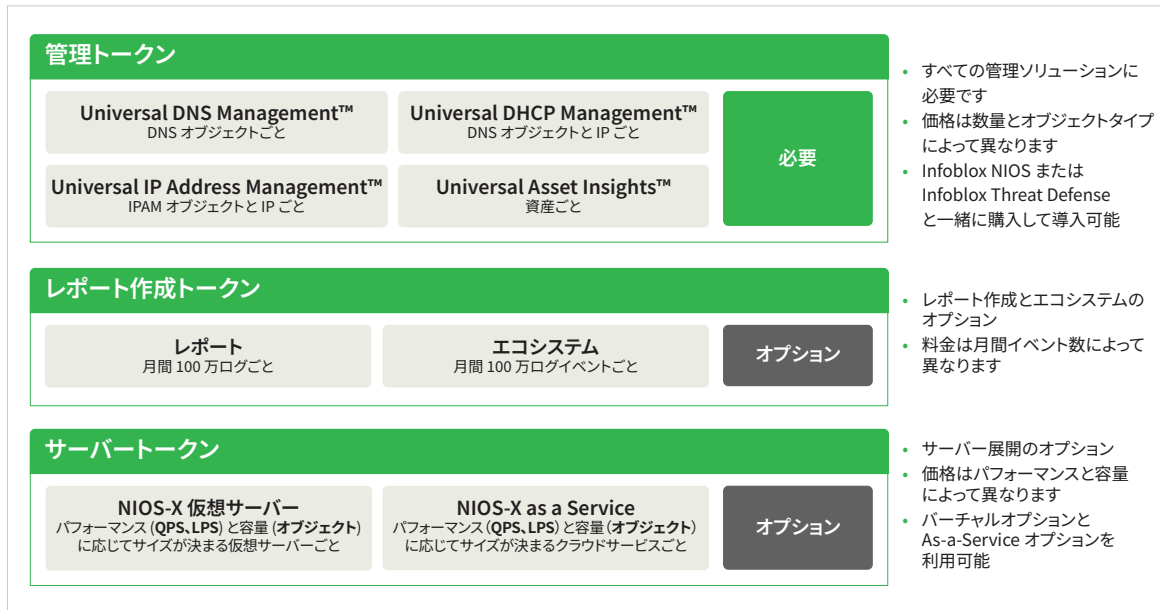 管理トークン
Universal DNS Management™
DNS オブジェクトごと
Universal DHCP Management™
DNS オブジェクトと IP ごと
Universal IP Address Management™
IPAM オブジェクトと IP ごと
Universal Asset Insights™
資産ごと
必要
• すべての管理ソリューションに
必要です
• 価格は数量とオブジェクトタイプ
によって異なります
• Infoblox NIOS または
Infoblox Threat Defense
と一緒に購入して導入可能
レポート作成トークン
レポート
月間 100 万ログごと
エコシステム
月間 100 万ログイベントごと
オプション
• レポート作成とエコシステムの
オプション
• 料金は月間イベント数によって
異なります
サーバートークン
NIOS-X 仮想サーバー
パフォーマンス (QPS、LPS) と容量 (オブジェクト)
に応じてサイズが決まる仮想サーバーごと
NIOS-X as a Service
パフォーマンス（QPS、LPS）と容量（オブジェクト）
に応じてサイズが決まるクラウドサービスごと
オプション
• サーバー展開のオプション
• 価格はパフォーマンスと容量
によって異なります
• バーチャルオプションと
As-a-Service オプションを
利用可能